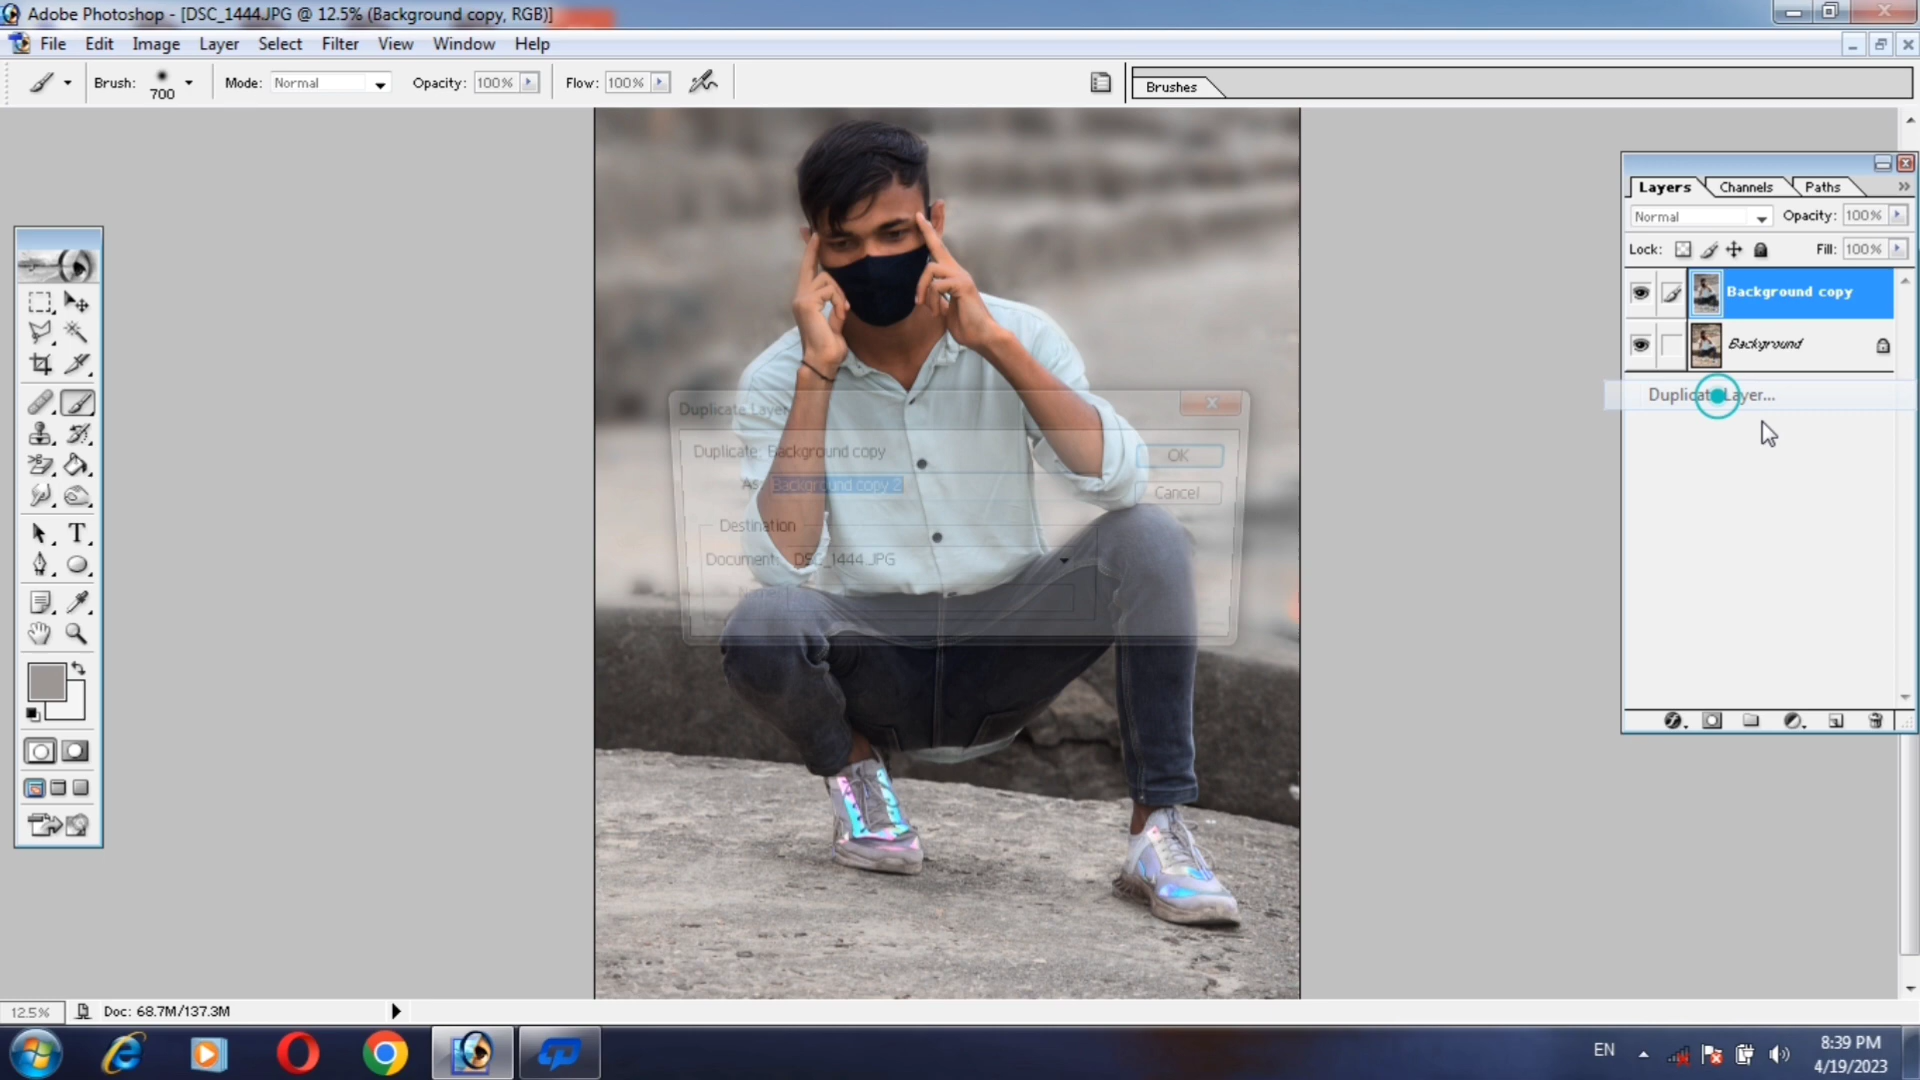 Adobe Photoshop - [DSC_1444.JPG @ 12.5% (Background copy, RGB)]
File Edit Image Layer Select Filter View Window Help
Brush: 700 Mode: Normal Opacity: 100% Flow: 100% Brushes
Layers Channels Paths
Normal Opacity: 100%
Lock: Fill: 100%
Background copy
Background
Duplicate Layer...
Duplicate Layer
Duplicate: Background copy
OK
As: Background copy 2
Cancel
Destination
Document: DSC_1444.JPG
T
12.5% Doc: 68.7M/137.3M
EN
8:39 PM
4/19/2023